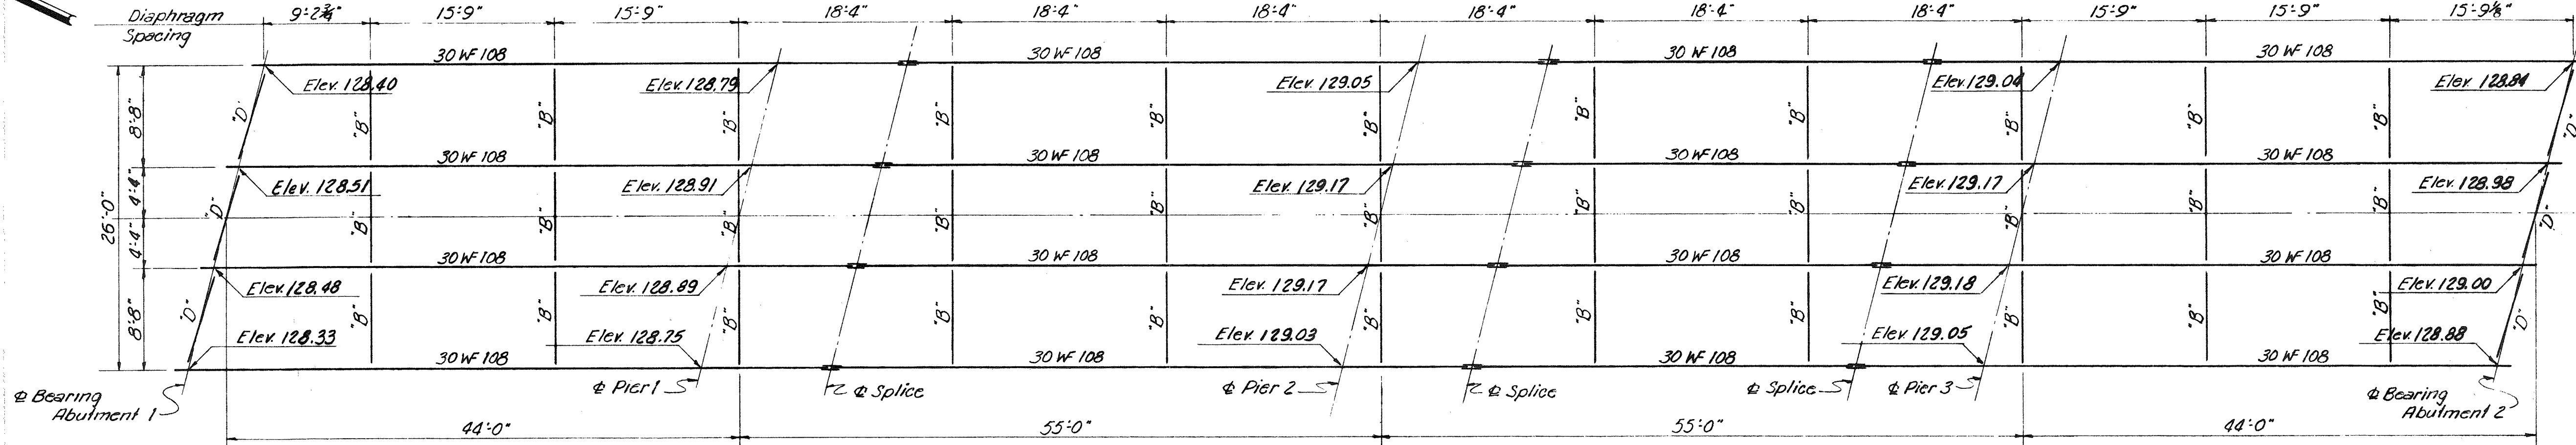 Diaphragm Spacing
9'-2¾" 15'-9" 15'-9" 18'-4" 18'-4" 18'-4" 18'-4" 18'-4" 18'-4" 15'-9" 15'-9" 15'-9⅛"
30 WF 108 30 WF 108 30 WF 108 30 WF 108
Elev. 128.40 Elev. 128.79 Elev. 129.05 Elev. 129.04 Elev. 128.84
8'-8" "D" "B" "B" "B" "B" "B" "B" "B" "B" "B" "B" "B" "D"
30 WF 108 30 WF 108 30 WF 108 30 WF 108
Elev. 128.51 Elev. 128.91 Elev. 129.17 Elev. 129.17 Elev. 128.98
26'-0" 4'-4" "D" "B" "B" "B" "B" "B" "B" "B" "B" "B" "B" "B" "D"
4'-4"
30 WF 108 30 WF 108 30 WF 108 30 WF 108
Elev. 128.48 Elev. 128.89 Elev. 129.17 Elev. 129.18 Elev. 129.00
8'-8" "D" "B" "B" "B" "B" "B" "B" "B" "B" "B" "B" "B" "D"
Elev. 128.33 Elev. 128.75 Elev. 129.03 Elev. 129.05 Elev. 128.88
30 WF 108 30 WF 108 30 WF 108 30 WF 108
℄ Bearing Abutment 1 ℄ Pier 1 ℄ Splice ℄ Pier 2 ℄ Splice ℄ Splice ℄ Pier 3 ℄ Bearing Abutment 2
44'-0" 55'-0" 55'-0" 44'-0"